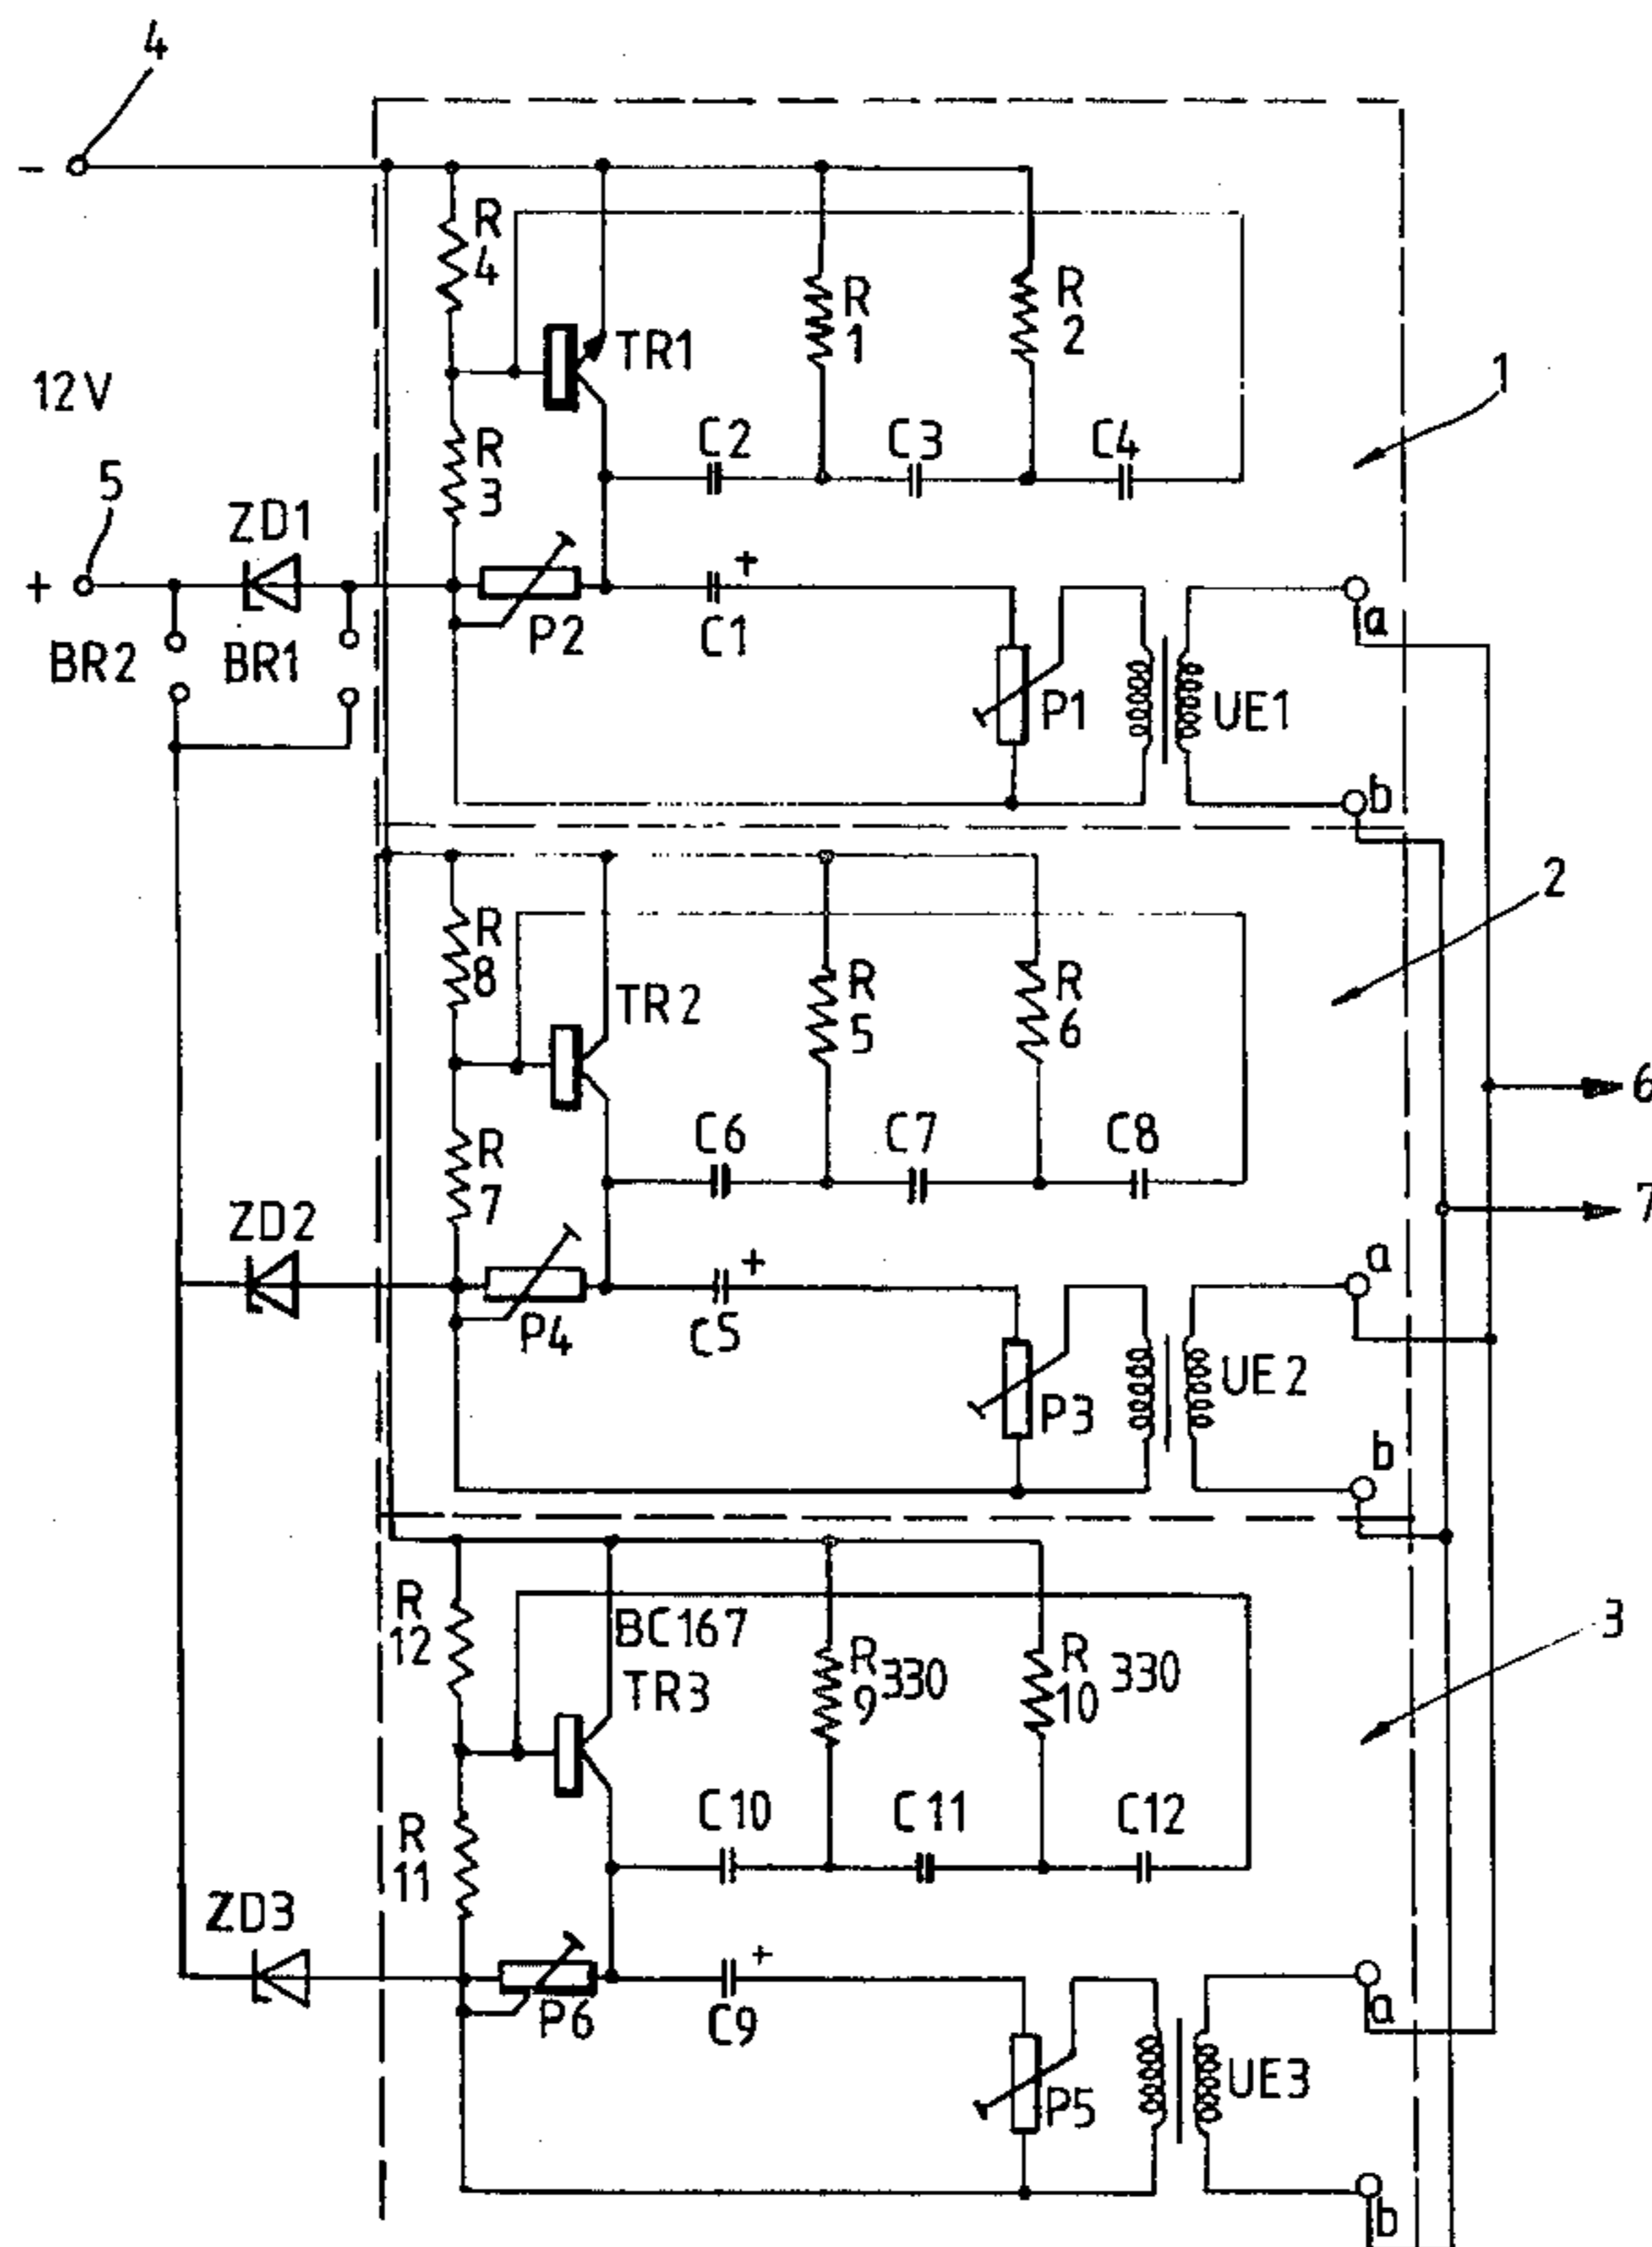 4
-
R
4
TR1
R
1
R
2
12V
1
C2
C3
C4
5
R
3
ZD1
+
+
P2
C1
a
BR2
BR1
P1
UE1
b
2
R
8
TR2
R
5
R
6
6
C6
C7
C8
R
7
7
ZD2
+
a
P4
C5
P3
UE2
b
R
12
BC167
3
TR3
R
9
330
R
10
330
C10
C11
C12
R
11
ZD3
+
P6
C9
a
P5
UE3
b